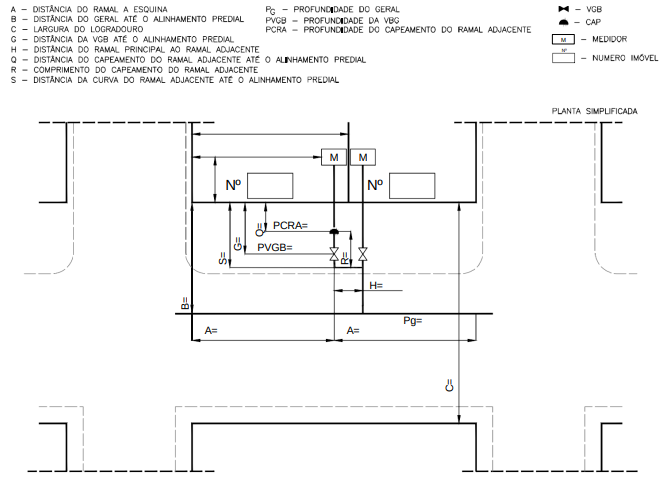 A – DISTÂNCIA DO RAMAL A ESQUINA
B – DISTÂNCIA DO GERAL ATÉ O ALINHAMENTO PREDIAL
C – LARGURA DO LOGRADOURO
G – DISTÂNCIA DA VGB ATÉ O ALINHAMENTO PREDIAL
H – DISTÂNCIA DO RAMAL PRINCIPAL AO RAMAL ADJACENTE
Q – DISTÂNCIA DO CAPEAMENTO DO RAMAL ADJACENTE ATÉ O ALINHAMENTO PREDIAL
R – COMPRIMENTO DO CAPEAMENTO DO RAMAL ADJACENTE
S – DISTÂNCIA DA CURVA DO RAMAL ADJACENTE ATÉ O ALINHAMENTO PREDIAL
PG – PROFUNDIDADE DO GERAL
PVGB – PROFUNDIDADE DA VBG
PCRA – PROFUNDIDADE DO CAPEAMENTO DO RAMAL ADJACENTE
– VGB
– CAP
M – MEDIDOR
Nº – NUMERO IMÓVEL
PLANTA SIMPLIFICADA
M M
Nº Nº
Q= PCRA=
S= G= PVGB= R=
H=
B=
Pg=
A= A=
C=